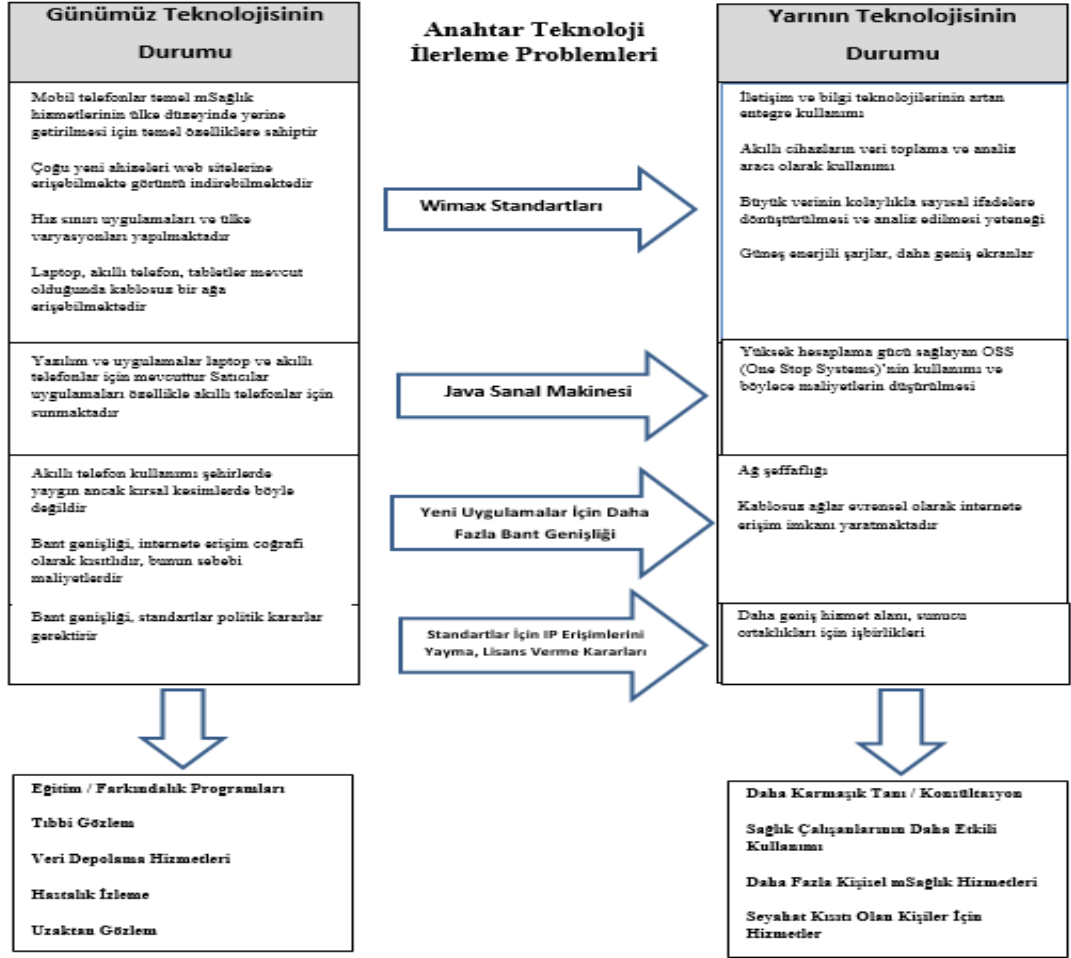 Günümüz Teknolojisinin
Durumu
Anahtar Teknoloji
İlerleme Problemleri
Yarının Teknolojisinin
Durumu
Mobil telefonlar temel mSağlık
hizmetlerinin ülke düzeyinde yerine
getirilmesi için temel özelliklere sahiptir
Çoğu yeni ahizeleri web sitelerine
erişebilmekte görüntü indirebilmektedir
Hız sınırı uygulamaları ve ülke
varyasyonları yapılmaktadır
Laptop, akıllı telefon, tabletler mevcut
olduğunda kablosuz bir ağa
erişebilmektedir
Wimax Standartları
İletişim ve bilgi teknolojilerinin artan
entegre kullanımı
Akıllı cihazların veri toplama ve analiz
aracı olarak kullanımı
Büyük verinin kolaylıkla sayısal ifadelere
dönüştürülmesi ve analiz edilmesi yeteneği
Güneş enerjili şarjlar, daha geniş ekranlar
Yazılım ve uygulamalar laptop ve akıllı
telefonlar için mevcuttur Satıcılar
uygulamaları özellikle akıllı telefonlar için
sunmaktadır
Java Sanal Makinesi
Yüksek hesaplama gücü sağlayan OSS
(One Stop Systems)’nin kullanımı ve
böylece maliyetlerin düşürülmesi
Akıllı telefon kullanımı şehirlerde
yaygın ancak kırsal kesimlerde böyle
değildir
Bant genişliği, internete erişim coğrafi
olarak kısıtlıdır, bunun sebebi
maliyetlerdir
Yeni Uygulamalar İçin Daha
Fazla Bant Genişliği
Ağ şeffaflığı
Kablosuz ağlar evrensel olarak internete
erişim imkanı yaratmaktadır
Bant genişliği, standartlar politik kararlar
gerektirir
Standartlar İçin IP Erişimlerini
Yayma, Lisans Verme Kararları
Daha geniş hizmet alanı, sunucu
ortaklıkları için işbirlikleri
Eğitim / Farkındalık Programları
Tıbbi Gözlem
Veri Depolama Hizmetleri
Hastalık İzleme
Uzaktan Gözlem
Daha Karmaşık Tanı / Konsültasyon
Sağlık Çalışanlarının Daha Etkili
Kullanımı
Daha Fazla Kişisel mSağlık Hizmetleri
Seyahat Kısıtı Olan Kişiler İçin
Hizmetler